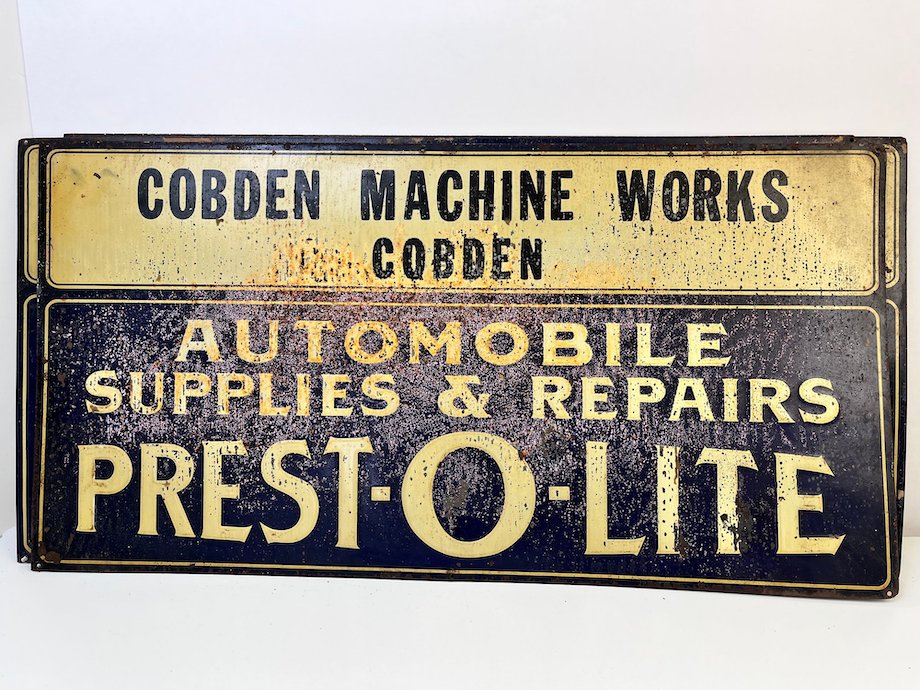 COBDEN MACHINE WORKS
COBDEN
AUTOMOBILE
SUPPLIES & REPAIRS
PREST-O-LITE